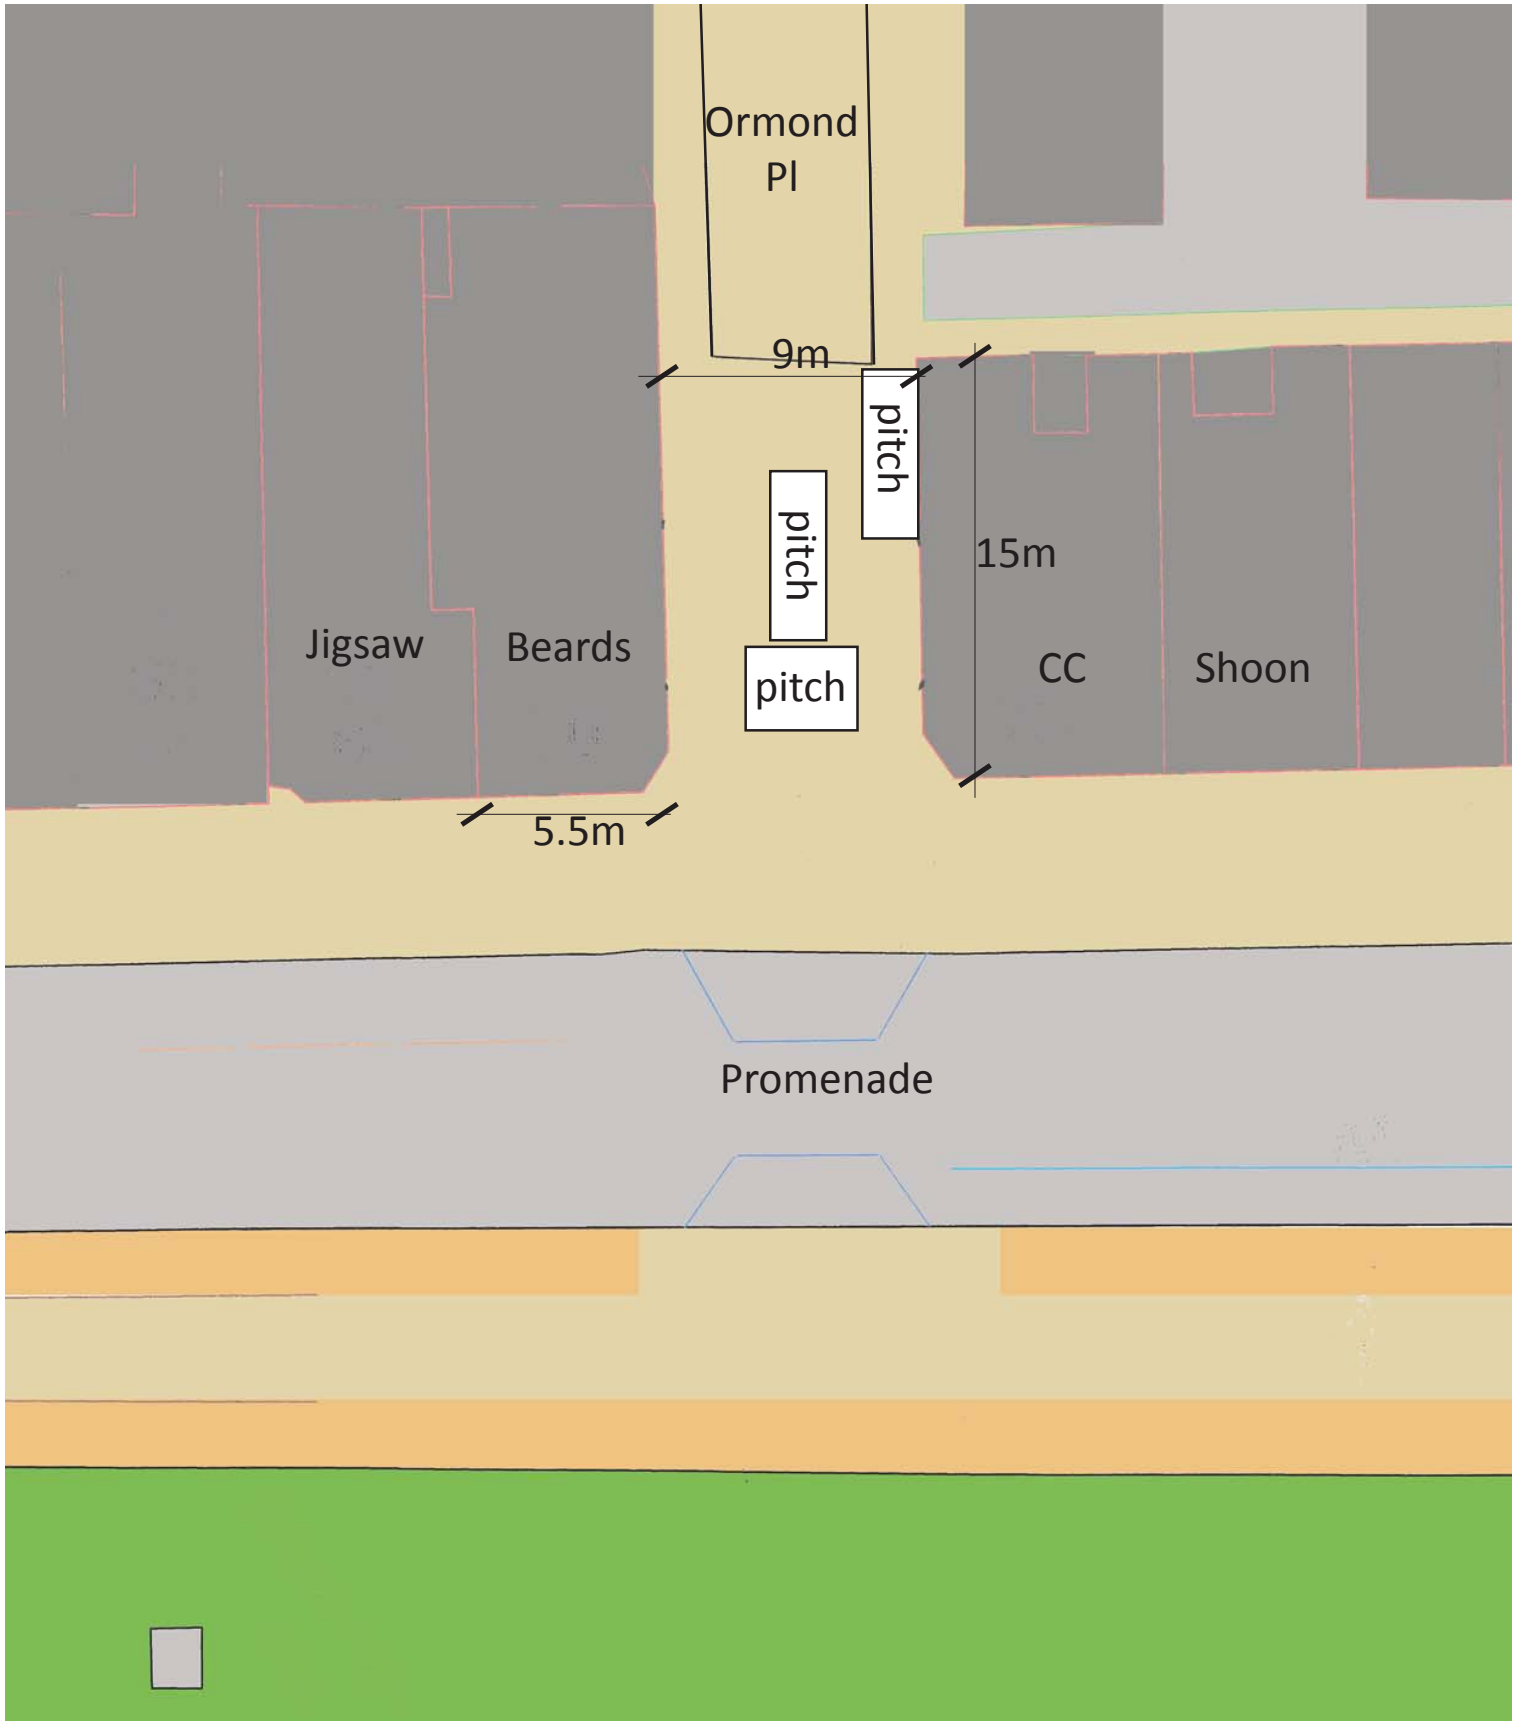 Ormond
Pl
9m
pitch
pitch
15m
Jigsaw
Beards
pitch
CC
Shoon
5.5m
Promenade